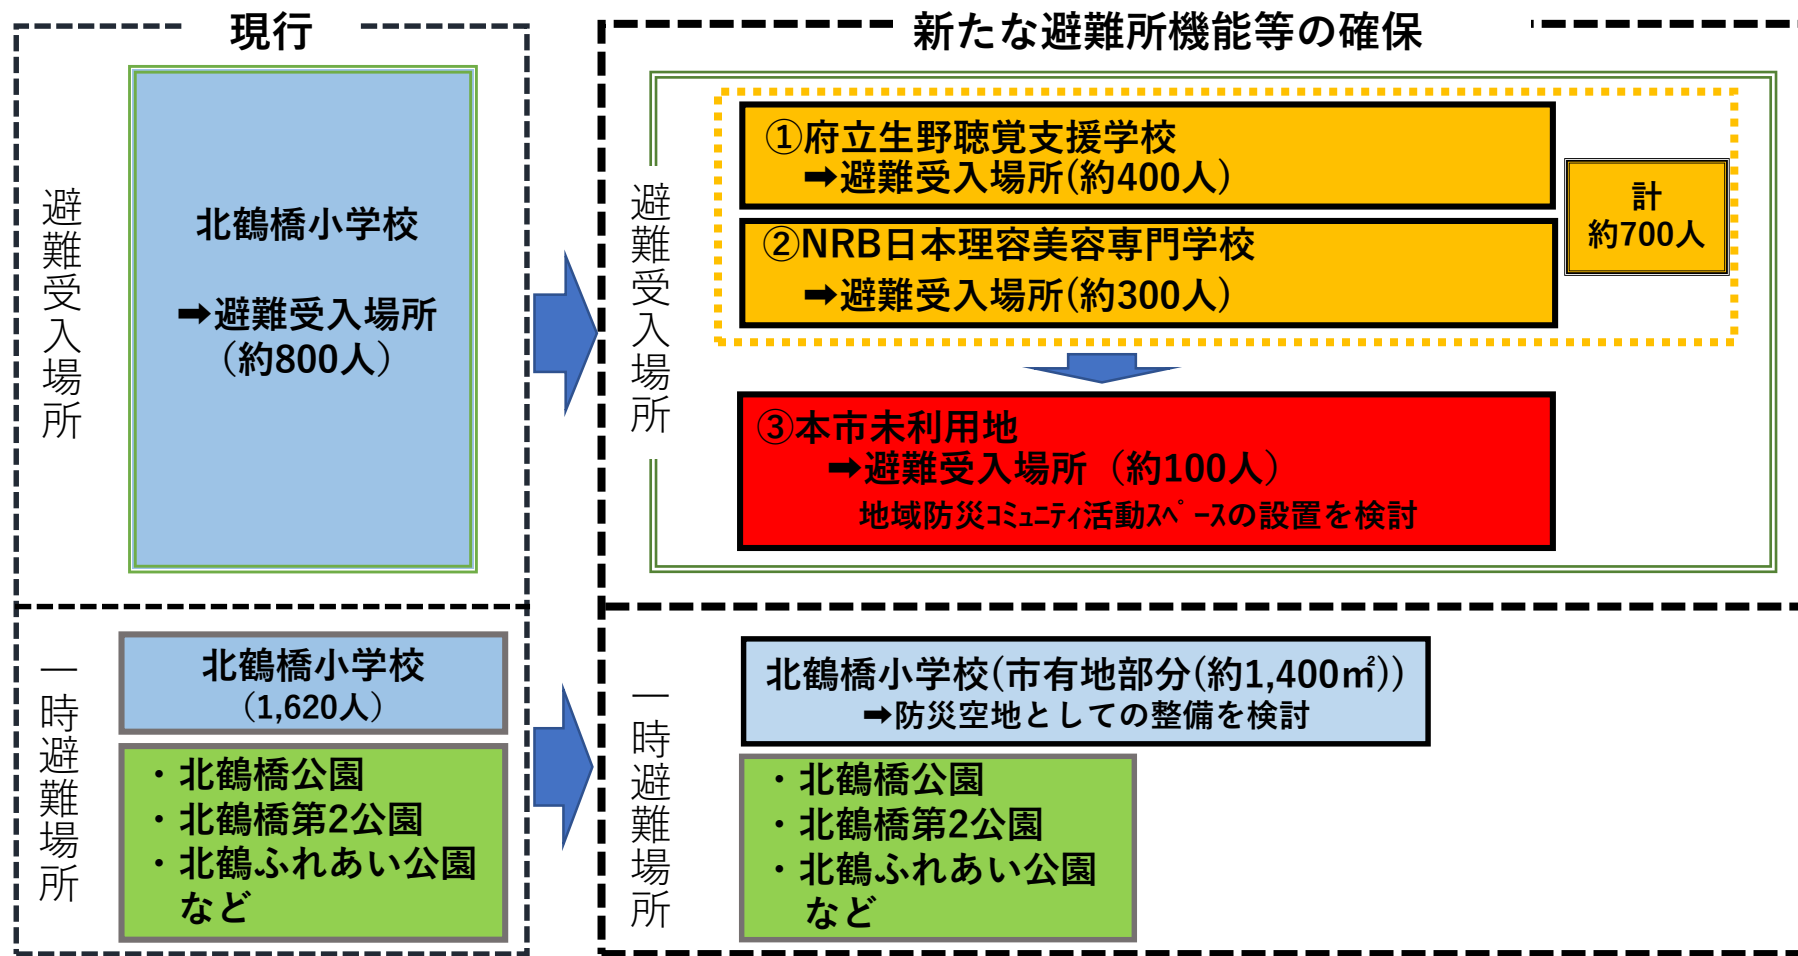 現行
避難受入場所
北鶴橋小学校
➡避難受入場所
（約800人）
一時避難場所
北鶴橋小学校
（1,620人）
・北鶴橋公園
・北鶴橋第2公園
・北鶴ふれあい公園
など
新たな避難所機能等の確保
避難受入場所
①府立生野聴覚支援学校
➡避難受入場所(約400人)
②NRB日本理容美容専門学校
➡避難受入場所(約300人)
計
約700人
③本市未利用地
➡避難受入場所（約100人）
地域防災ｺﾐｭﾆﾃｨ活動ｽﾍﾟｰｽの設置を検討
一時避難場所
北鶴橋小学校(市有地部分(約1,400㎡))
➡防災空地としての整備を検討
・北鶴橋公園
・北鶴橋第2公園
・北鶴ふれあい公園
など